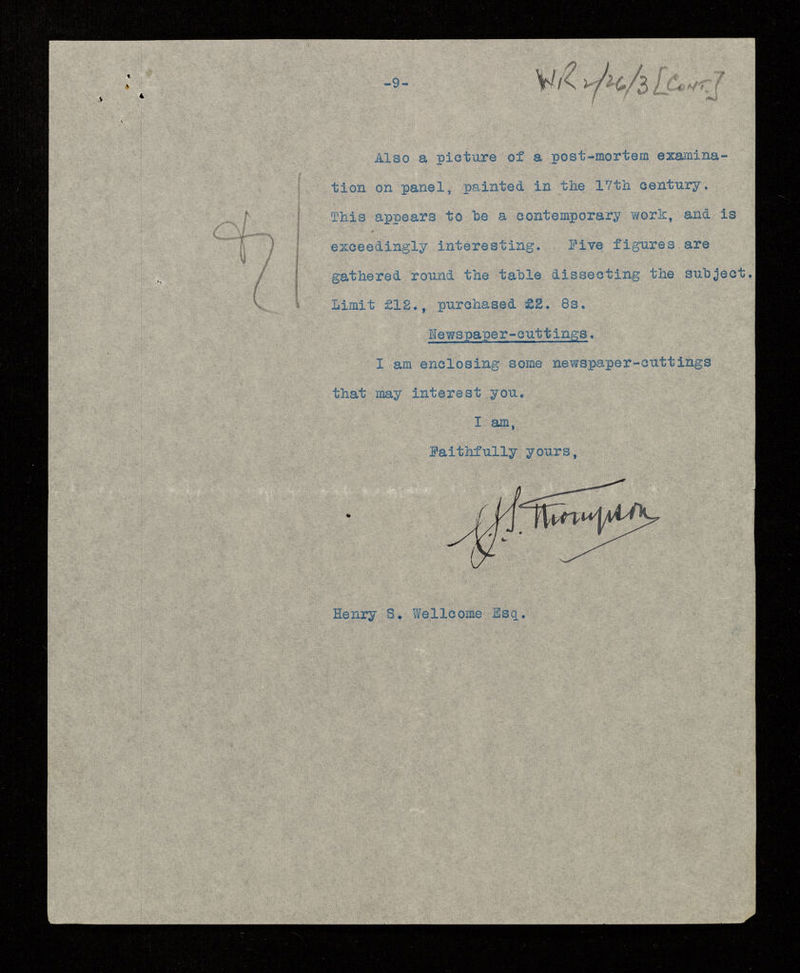 -9-
WR 2/26/3 [CONT.]
Also a picture of a post-mortem examina-
tion on panel, painted in the 17th century.
This appears to be a contemporary work, and is
exceedingly interesting. Five figures are
gathered round the table dissecting the subject.
Limit £12., purchased £2. 8s.
Newspaper-cuttings.
I am enclosing some newspaper-cuttings
that may interest you.
I am,
Faithfully yours,
Thompson
Henry S. Wellcome Esq.